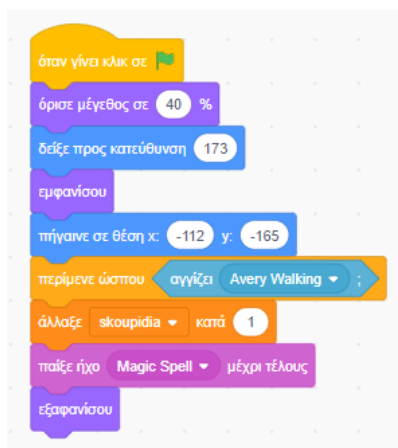 όταν γίνει κλικ σε
όρισε μέγεθος σε 40 %
δείξε προς κατεύθυνση 173
εμφανίσου
πήγαινε σε θέση x: -112 y: -165
περίμενε ώσπου αγγίζει Avery Walking ;
άλλαξε skoupidia κατά 1
παίξε ήχο Magic Spell μέχρι τέλους
εξαφανίσου